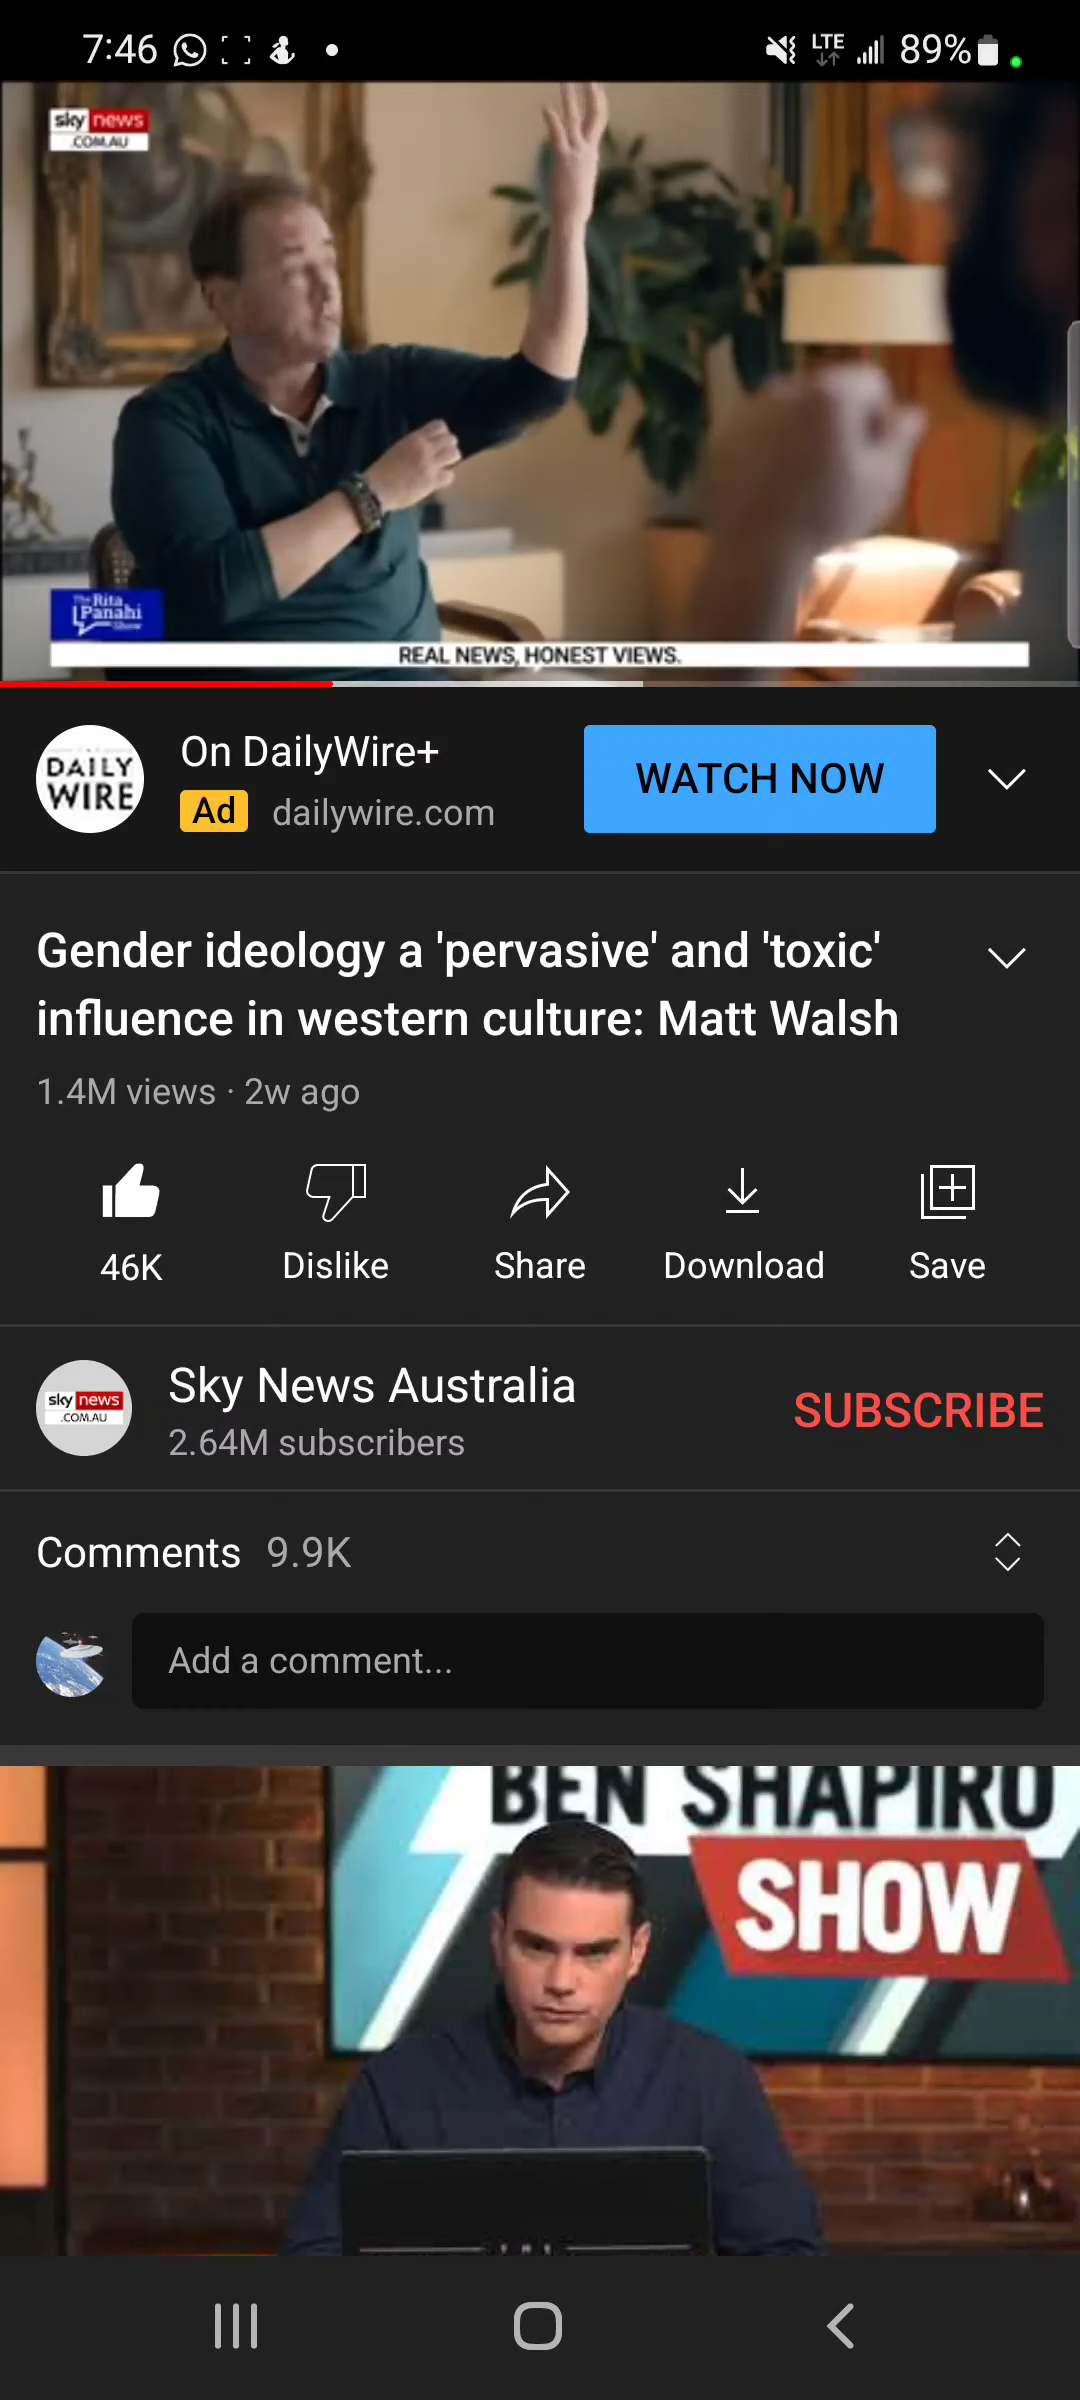 7:46
LTE
89%
sky news
.COM.AU
The Rita
Panahi
Show
REAL NEWS, HONEST VIEWS.
DAILY
WIRE
On DailyWire+
Ad dailywire.com
WATCH NOW
Gender ideology a 'pervasive' and 'toxic'
influence in western culture: Matt Walsh
1.4M views · 2w ago
46K
Dislike
Share
Download
Save
sky news
.COM.AU
Sky News Australia
2.64M subscribers
SUBSCRIBE
Comments 9.9K
Add a comment...
BEN SHAPIRO
SHOW